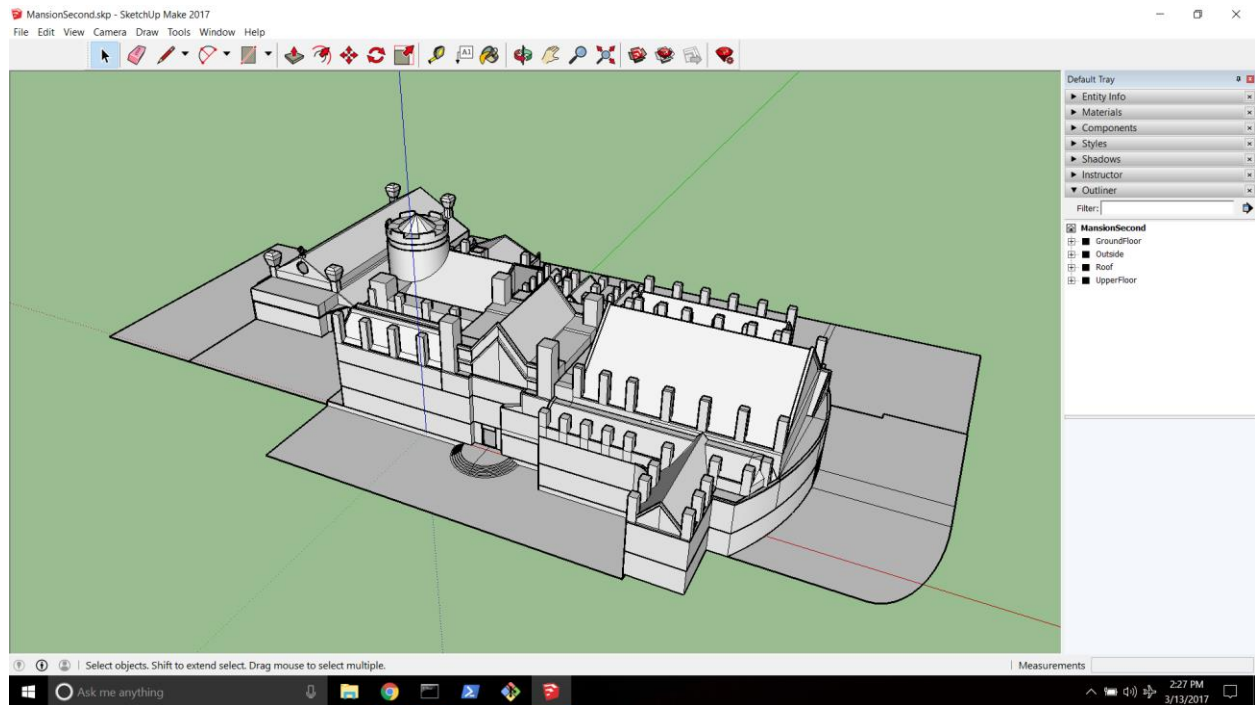 MansionSecond.skp - SketchUp Make 2017
File Edit View Camera Draw Tools Window Help
A1
Default Tray
Entity Info
Materials
Components
Styles
Shadows
Instructor
Outliner
Filter:
MansionSecond
GroundFloor
Outside
Roof
UpperFloor
Select objects. Shift to extend select. Drag mouse to select multiple.
Measurements
Ask me anything
2:27 PM
3/13/2017